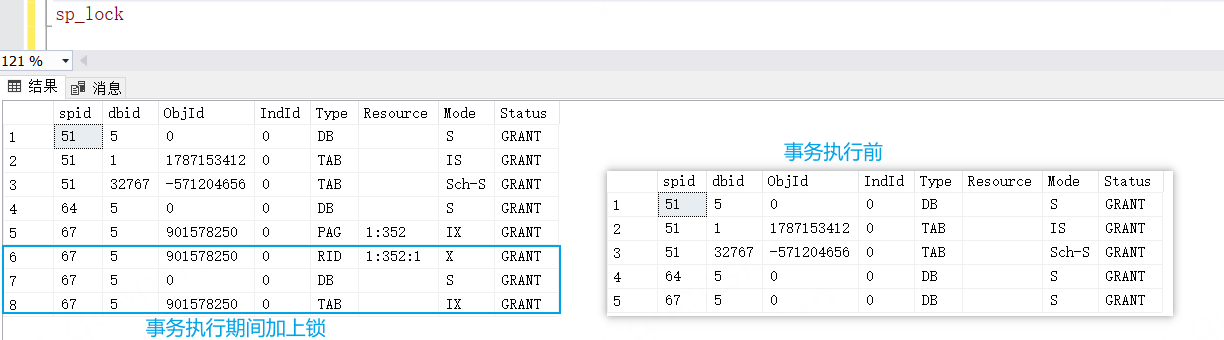 sp_lock
121 %
结果 消息
spid dbid ObjId IndId Type Resource Mode Status
1 51 5 0 0 DB S GRANT
2 51 1 1787153412 0 TAB IS GRANT
3 51 32767 -571204656 0 TAB Sch-S GRANT
4 64 5 0 0 DB S GRANT
5 67 5 901578250 0 PAG 1:352 IX GRANT
6 67 5 901578250 0 RID 1:352:1 X GRANT
7 67 5 0 0 DB S GRANT
8 67 5 901578250 0 TAB IX GRANT
事务执行期间加上锁
事务执行前
spid dbid ObjId IndId Type Resource Mode Status
1 51 5 0 0 DB S GRANT
2 51 1 1787153412 0 TAB IS GRANT
3 51 32767 -571204656 0 TAB Sch-S GRANT
4 64 5 0 0 DB S GRANT
5 67 5 0 0 DB S GRANT